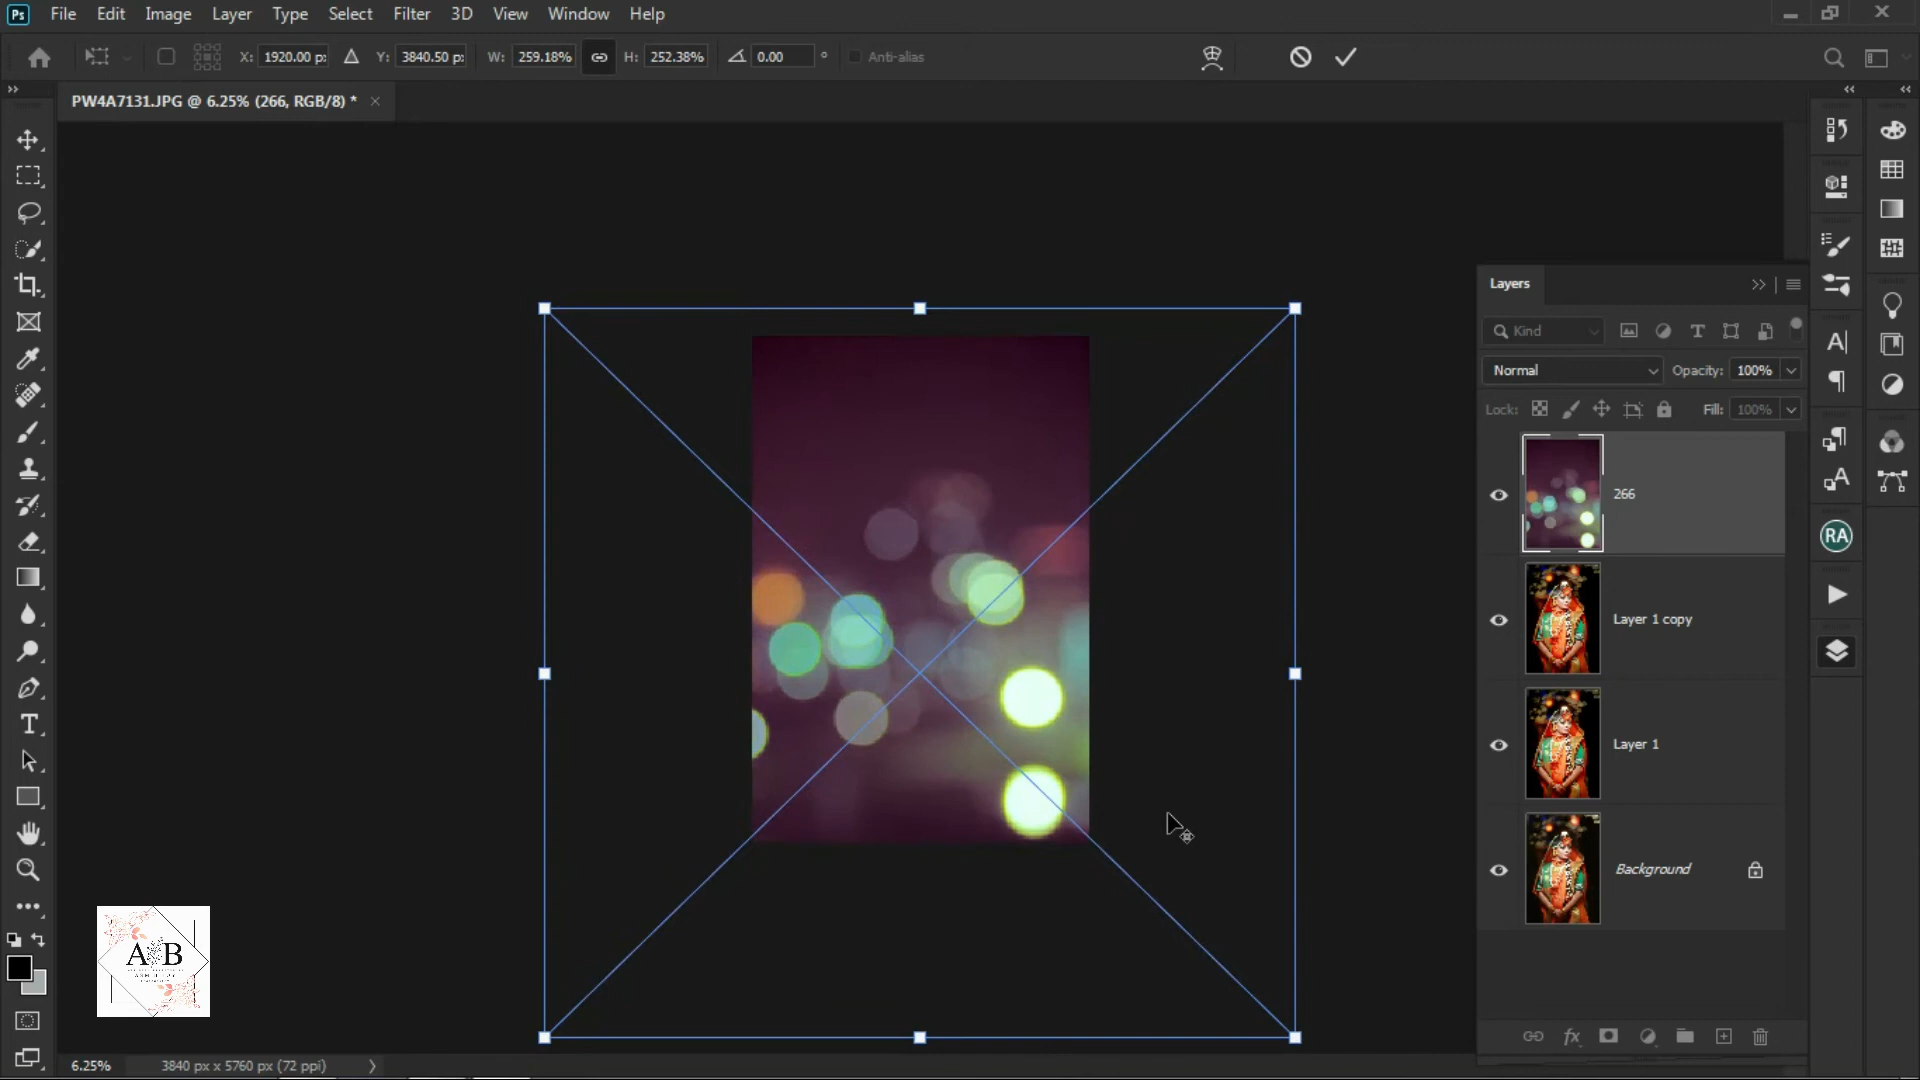 Ps File Edit Image Layer Type Select Filter 3D View Window Help
X: 1920.00 p: Y: 3840.50 p: W: 259.18% H: 252.38% 0.00 ° Anti-alias
PW4A7131.JPG @ 6.25% (266, RGB/8) * ×
Layers
Kind
Normal Opacity: 100%
Lock: Fill: 100%
266
Layer 1 copy
Layer 1
Background
RA
A B
6.25% 3840 px x 5760 px (72 ppi)